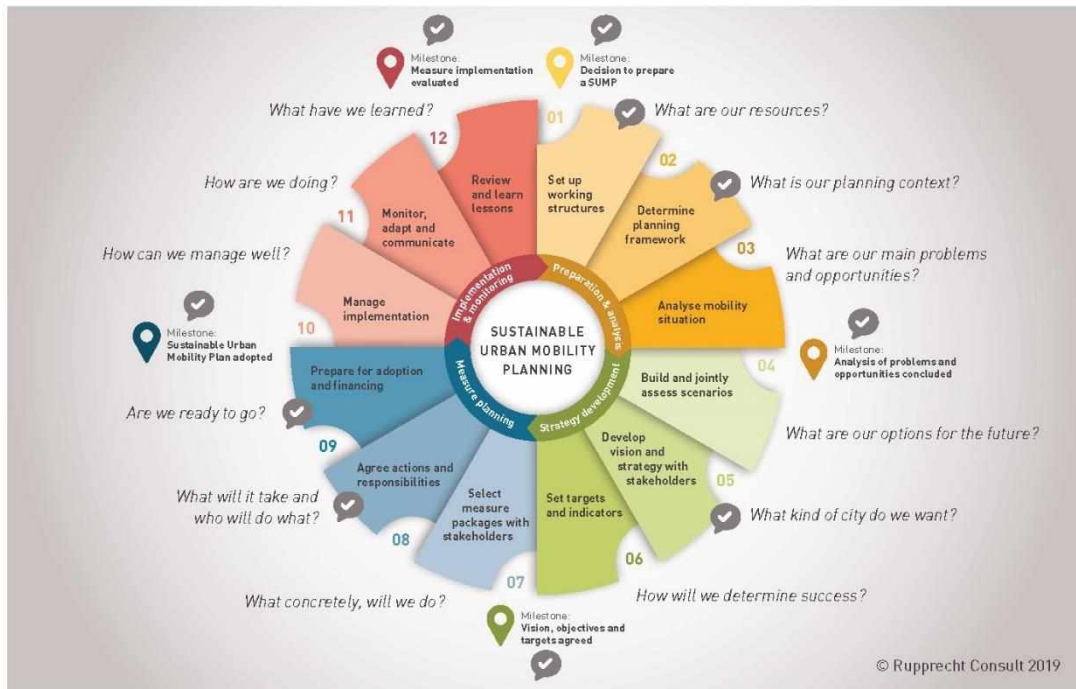 Milestone:
Measure implementation
evaluated
Milestone:
Decision to prepare
a SUMP
What have we learned?
What are our resources?
12
01
How are we doing?
02
What is our planning context?
Review
and learn
lessons
Set up
working
structures
11
Monitor,
adapt and
communicate
Determine
planning
framework
03
How can we manage well?
What are our main problems
and opportunities?
Implementation
& monitoring
Preparation & analysis
Manage
implementation
Analyse mobility
situation
10
Milestone:
Sustainable Urban
Mobility Plan adopted
SUSTAINABLE
URBAN MOBILITY
PLANNING
Milestone:
Analysis of problems and
opportunities concluded
04
Prepare for adoption
and financing
Build and jointly
assess scenarios
Measure planning
Strategy development
Are we ready to go?
What are our options for the future?
09
Agree actions and
responsibilities
Develop
vision and
strategy with
stakeholders
05
What will it take and
who will do what?
Select
measure
packages with
stakeholders
Set targets
and indicators
What kind of city do we want?
08
06
07
What concretely, will we do?
How will we determine success?
Milestone:
Vision, objectives and
targets agreed
© Rupprecht Consult 2019